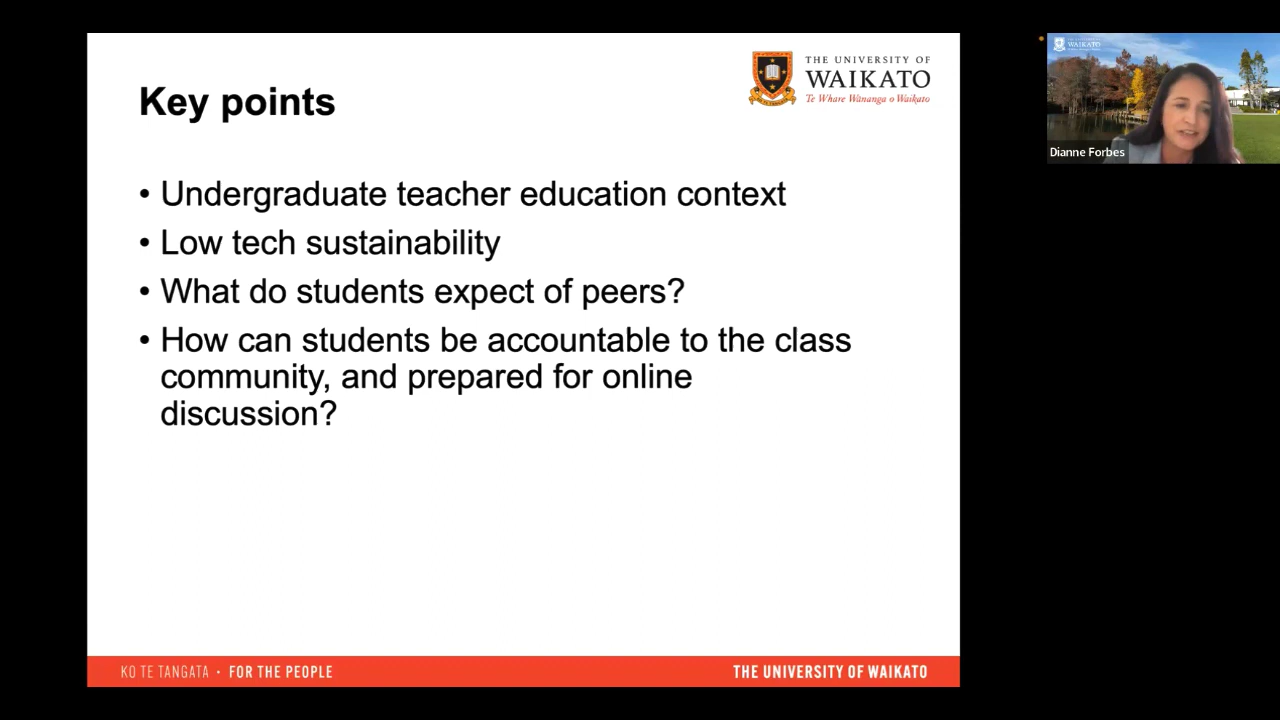 Key points
THE UNIVERSITY OF
WAIKATO
Te Whare Wānanga o Waikato
• Undergraduate teacher education context
• Low tech sustainability
• What do students expect of peers?
• How can students be accountable to the class
community, and prepared for online
discussion?
KO TE TANGATA · FOR THE PEOPLE
THE UNIVERSITY OF WAIKATO
WAIKATO
Dianne Forbes